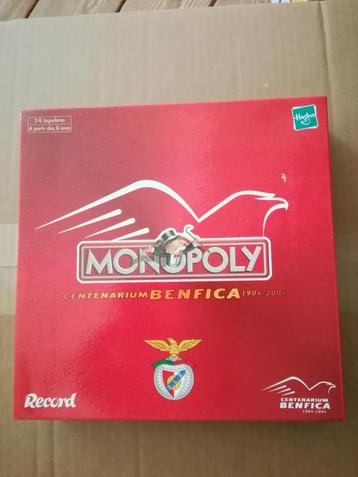 2-6 Jogadores
A partir dos 8 anos
Hasbro
MONOPOLY
CENTENARIUM BENFICA 1904·2004
Record
CENTENARIUM
BENFICA
1904·2004